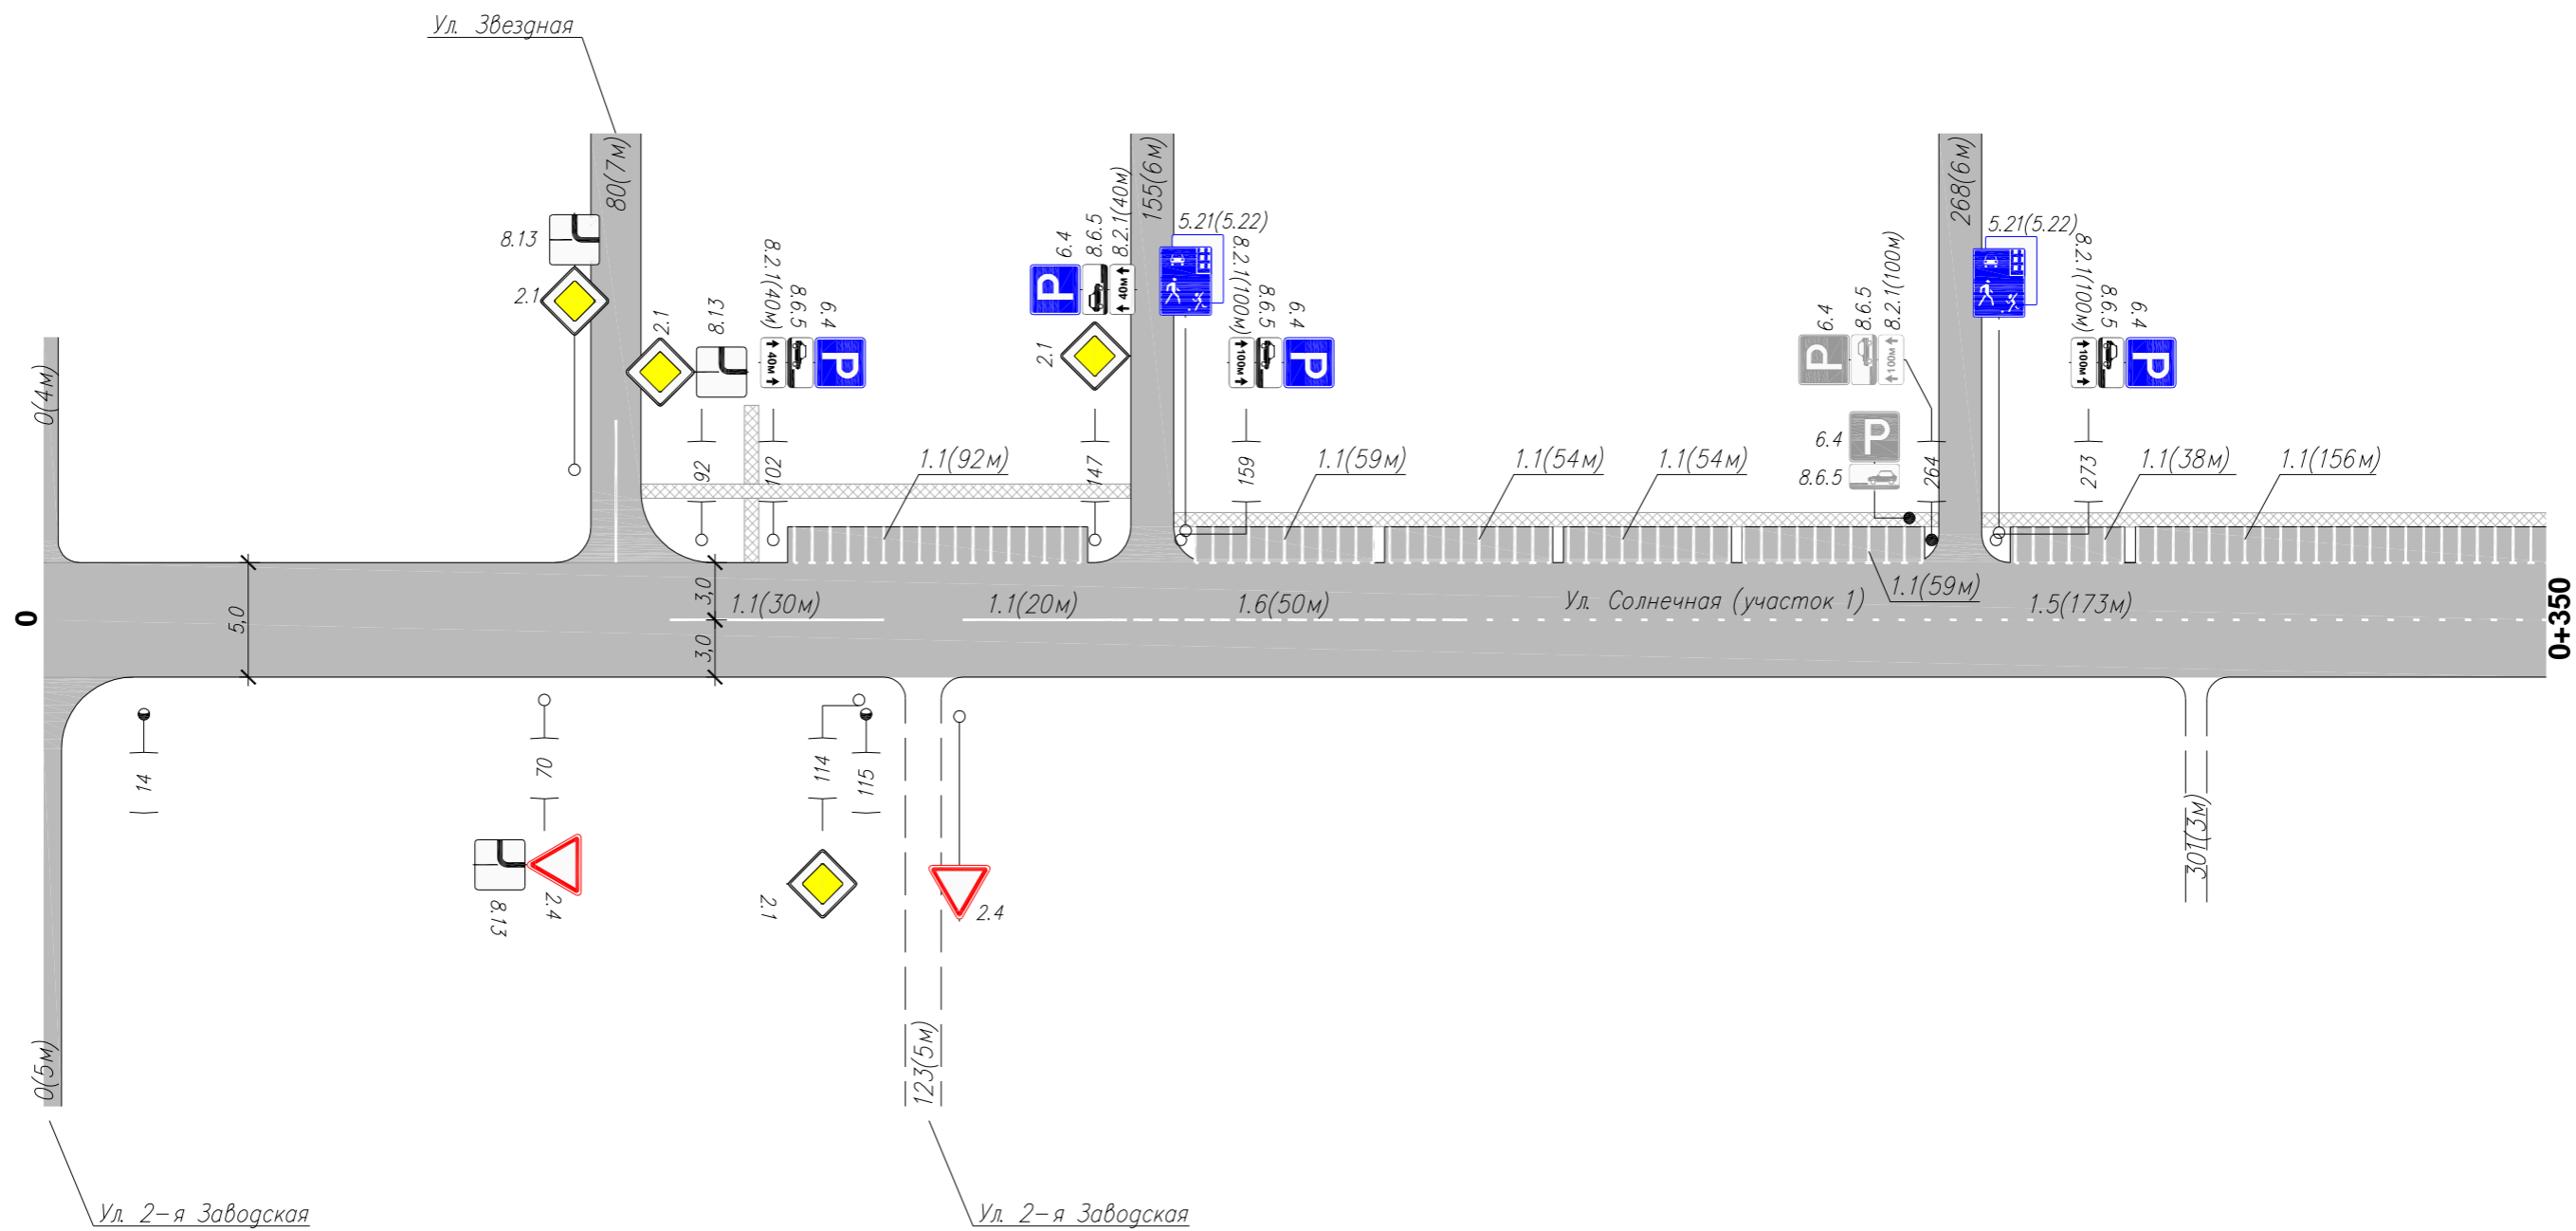 Ул. Звездная
80(7м)
155(6м)
268(6м)
0(4м)
8.13
2.1
2.1
8.13
8.2.1(40м)
8.6.5
6.4
40м
P
6.4
8.6.5
8.2.1(40м)
P
40м
2.1
5.21(5.22)
8.2.1(100м)
8.6.5
6.4
100м
P
6.4
8.6.5
8.2.1(100м)
P
100м
6.4
P
8.6.5
5.21(5.22)
8.2.1(100м)
8.6.5
6.4
100м
P
92
102
147
159
264
273
1.1(92м)
1.1(59м)
1.1(54м)
1.1(54м)
1.1(38м)
1.1(156м)
0
5,0
3,0
3,0
1.1(30м)
1.1(20м)
1.6(50м)
Ул. Солнечная (участок 1)
1.1(59м)
1.5(173м)
0+350
14
70
114
115
8.13
2.4
2.1
2.4
301(3м)
0(5м)
123(5м)
Ул. 2-я Заводская
Ул. 2-я Заводская